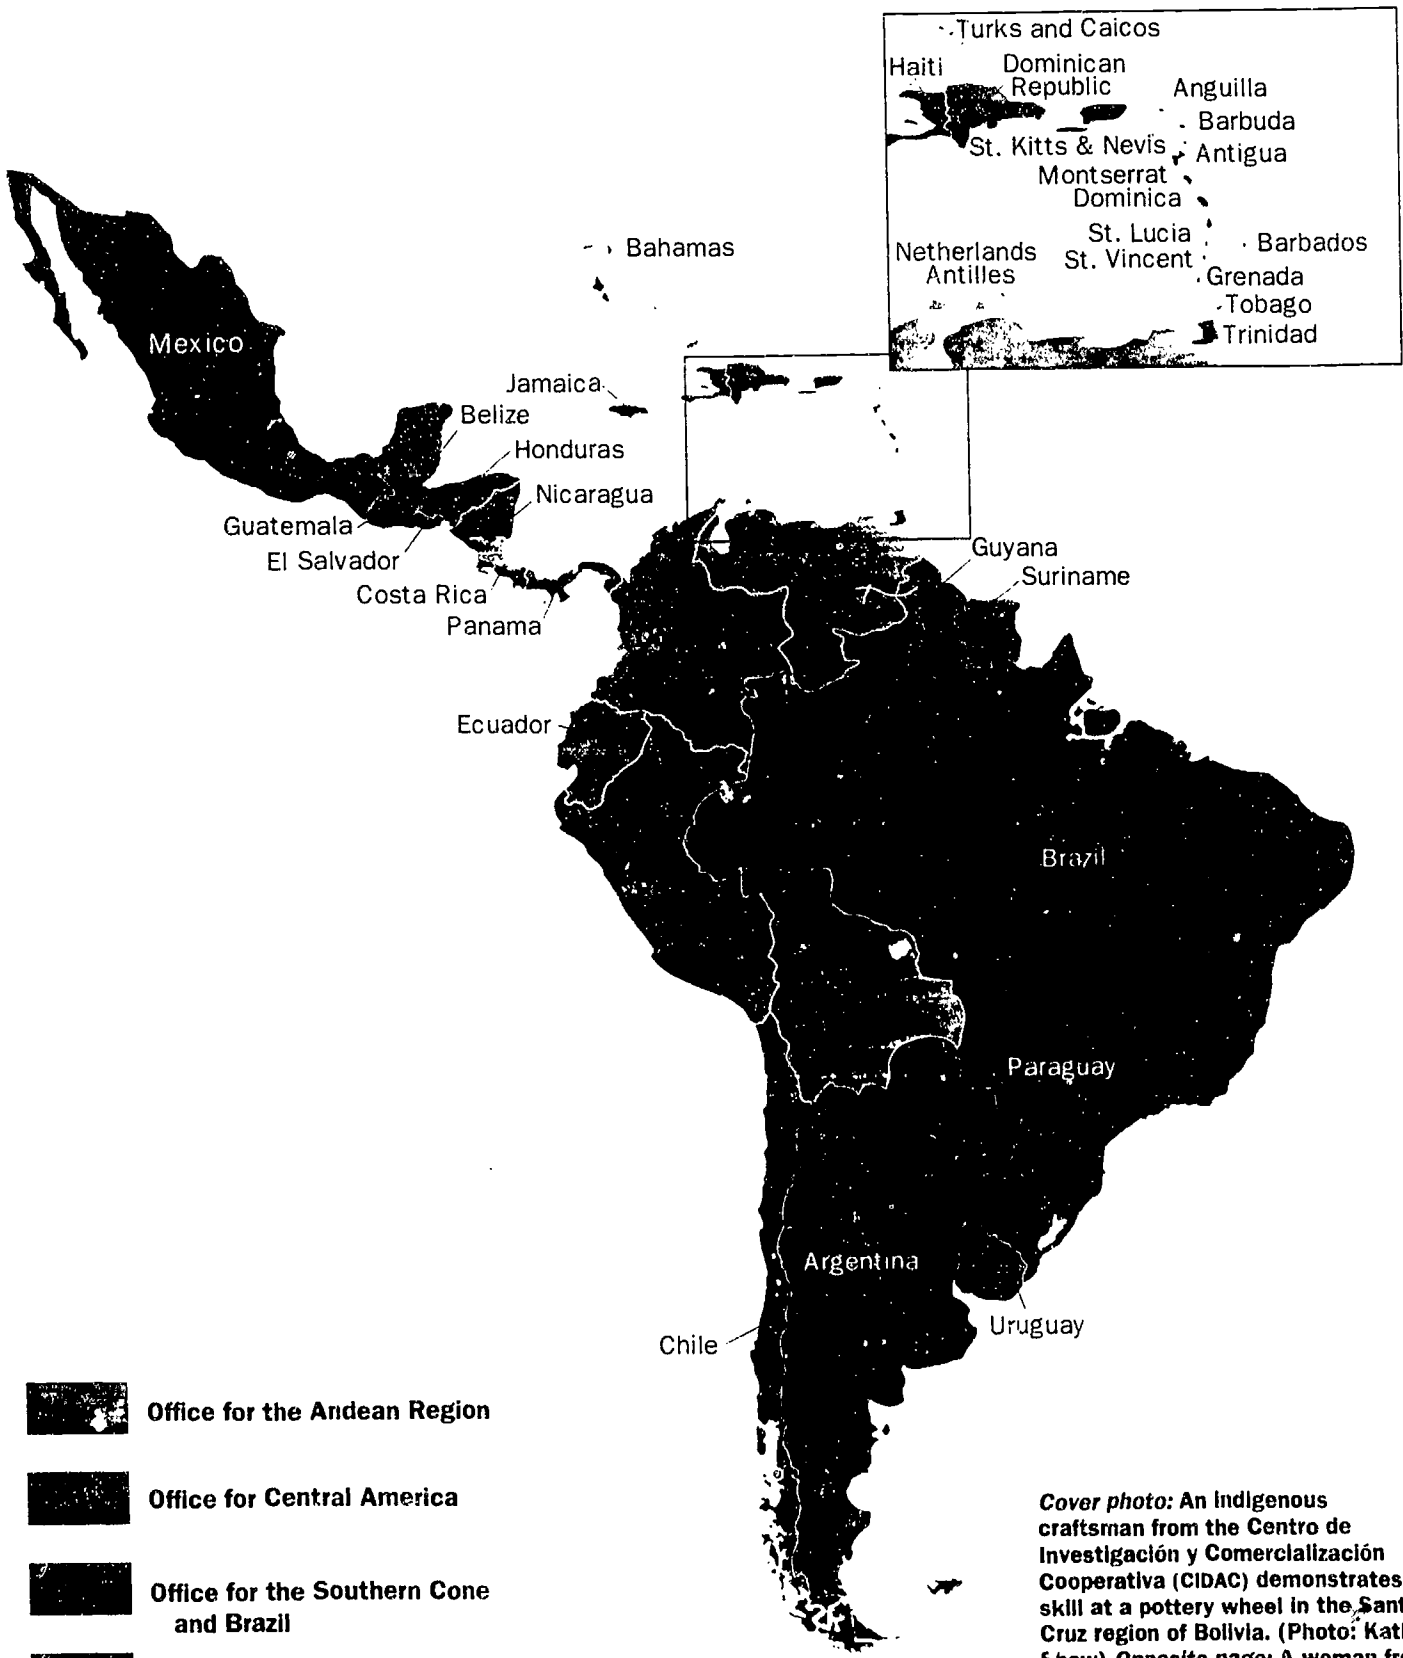 Turks and Caicos
Haiti
Dominican
Republic
Anguilla
Barbuda
St. Kitts & Nevis
Antigua
Montserrat
Dominica
St. Lucia
Barbados
St. Vincent
Netherlands
Antilles
Grenada
Tobago
Trinidad
Bahamas
Mexico
Jamaica
Belize
Honduras
Nicaragua
Guatemala
El Salvador
Costa Rica
Panama
Guyana
Suriname
Ecuador
Brazil
Paraguay
Argentina
Chile
Uruguay
Office for the Andean Region
Office for Central America
Office for the Southern Cone
and Brazil
Cover photo: An indigenous
craftsman from the Centro de
Investigación y Comercialización
Cooperativa (CIDAC) demonstrates
skill at a pottery wheel in the
Cruz region of Bolivia. (Photo:
Opposite page: A woman